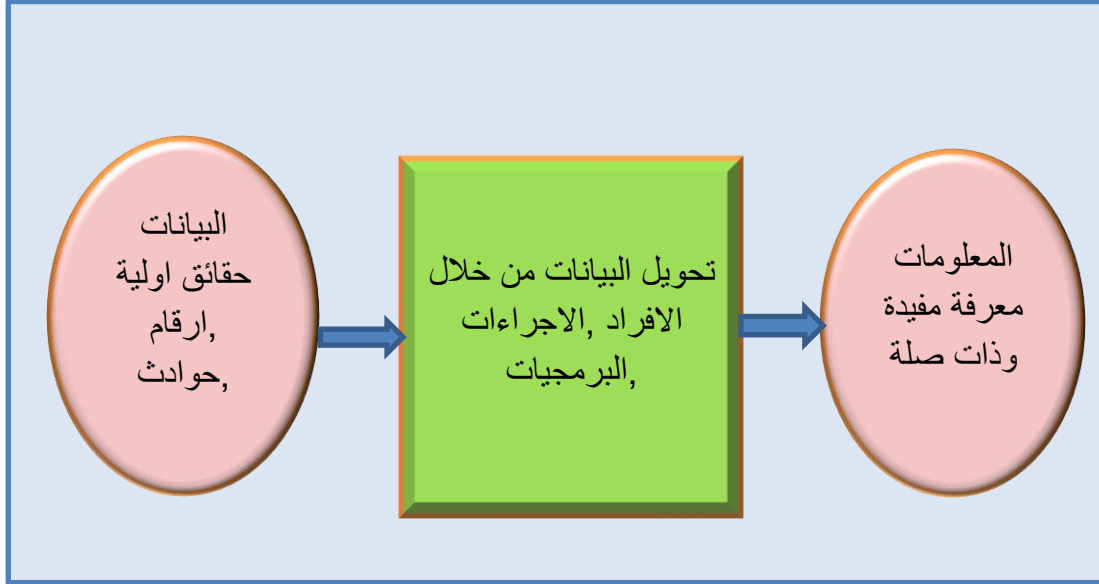 البيانات
حقائق اولية
,ارقام
,حوادث
تحويل البيانات من خلال
الافراد ,الاجراءات
,البرمجيات
المعلومات
معرفة مفيدة
وذات صلة